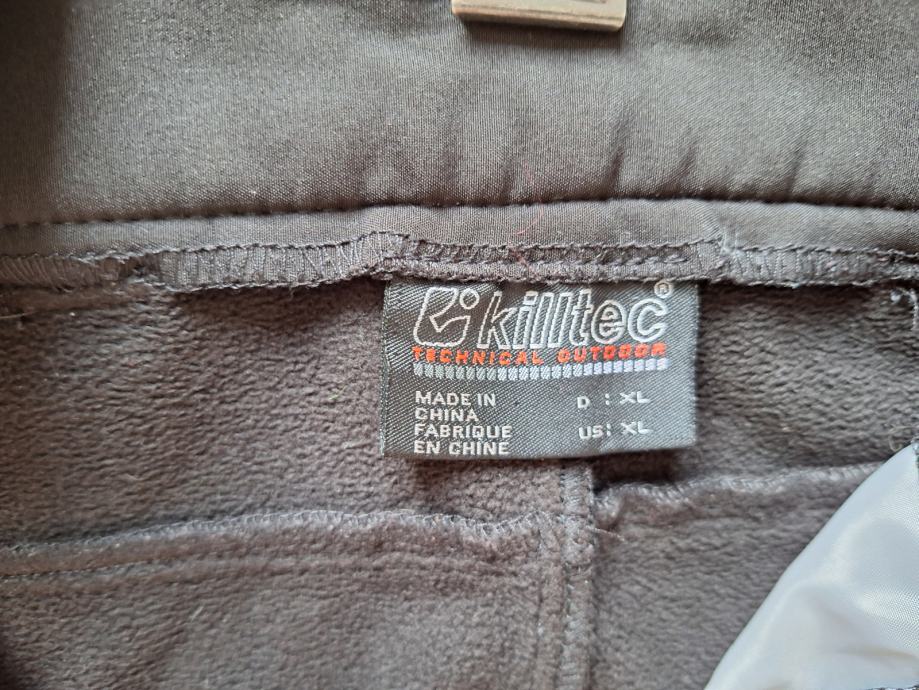 killtec®
TECHNICAL OUTDOOR
MADE IN
CHINA
FABRIQUE
EN CHINE
D : XL
US: XL